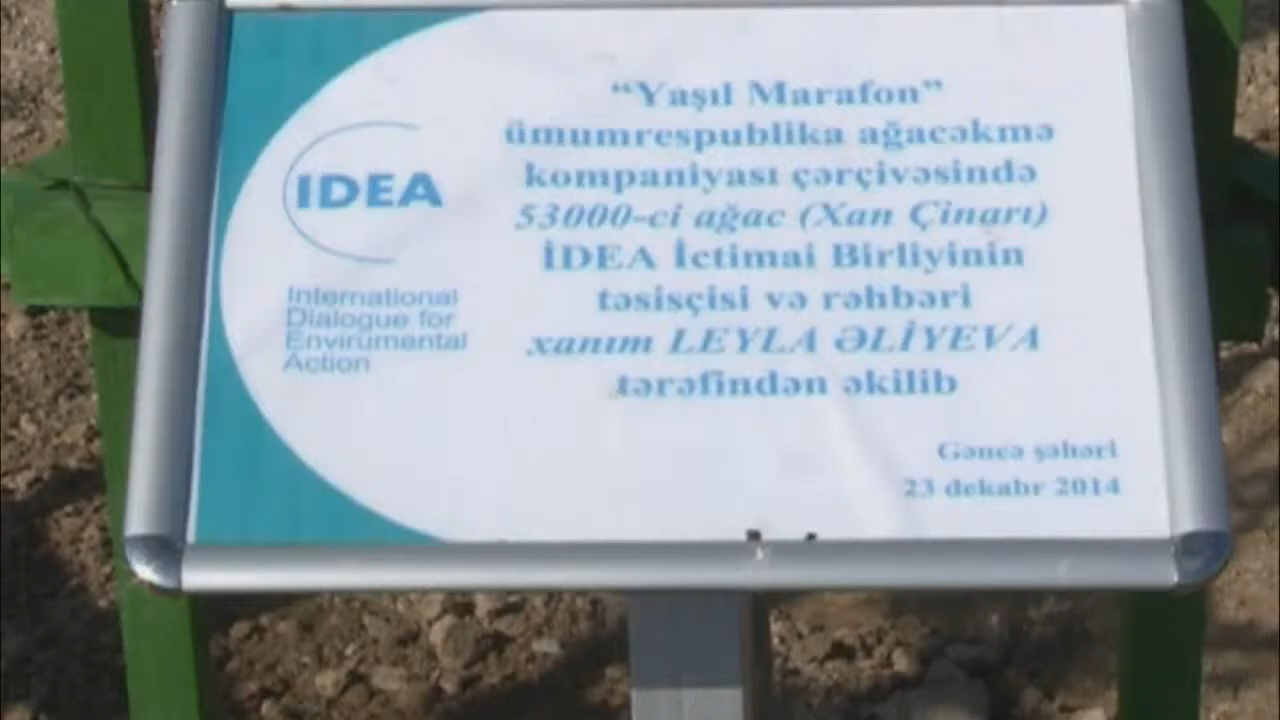 IDEA
International
Dialogue for
Envirumental
Action
“Yaşıl Marafon”
ümumrespublika ağacəkmə
kompaniyası çərçivəsində
53000-ci ağac (Xan Çinarı)
İDEA İctimai Birliyinin
təsisçisi və rəhbəri
xanım LEYLA ƏLİYEVA
tərəfindən əkilib
Gəncə şəhəri
23 dekabr 2014